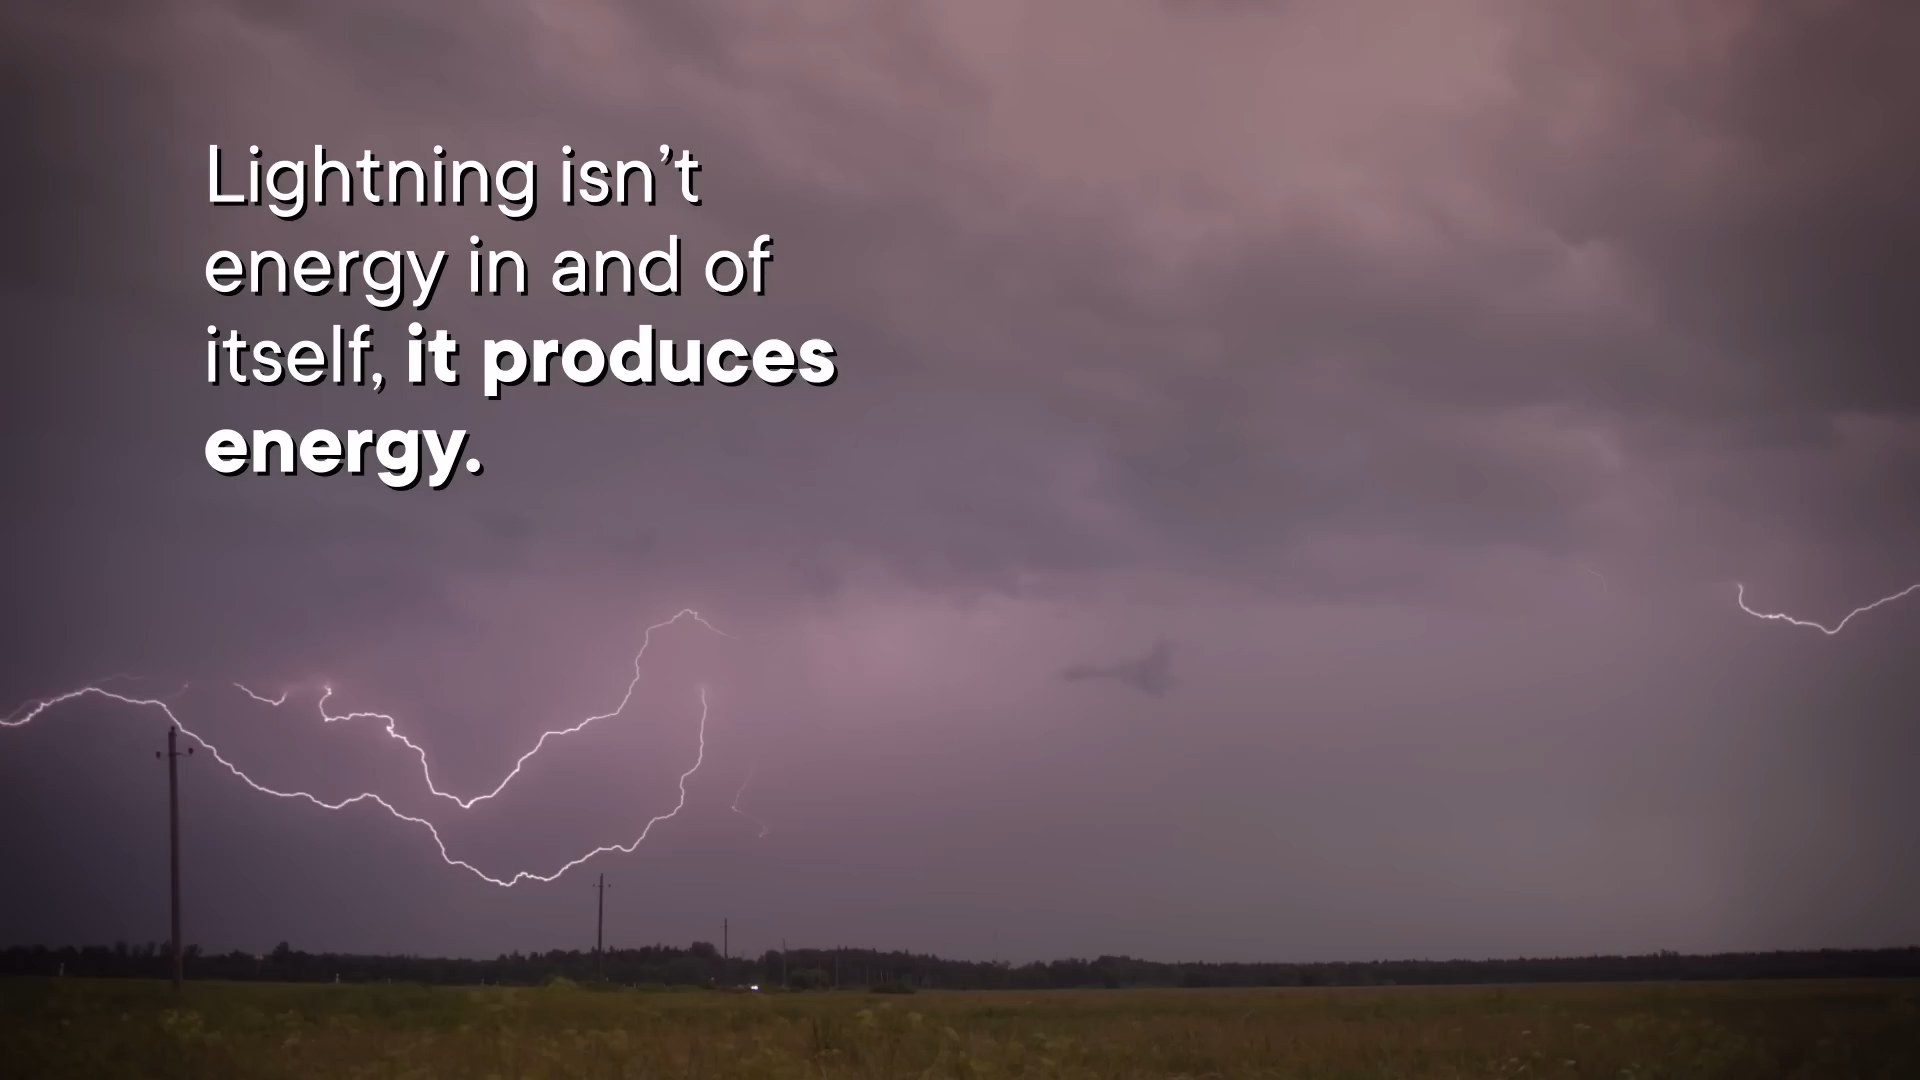 Lightning isn’t
energy in and of
itself, it produces
energy.